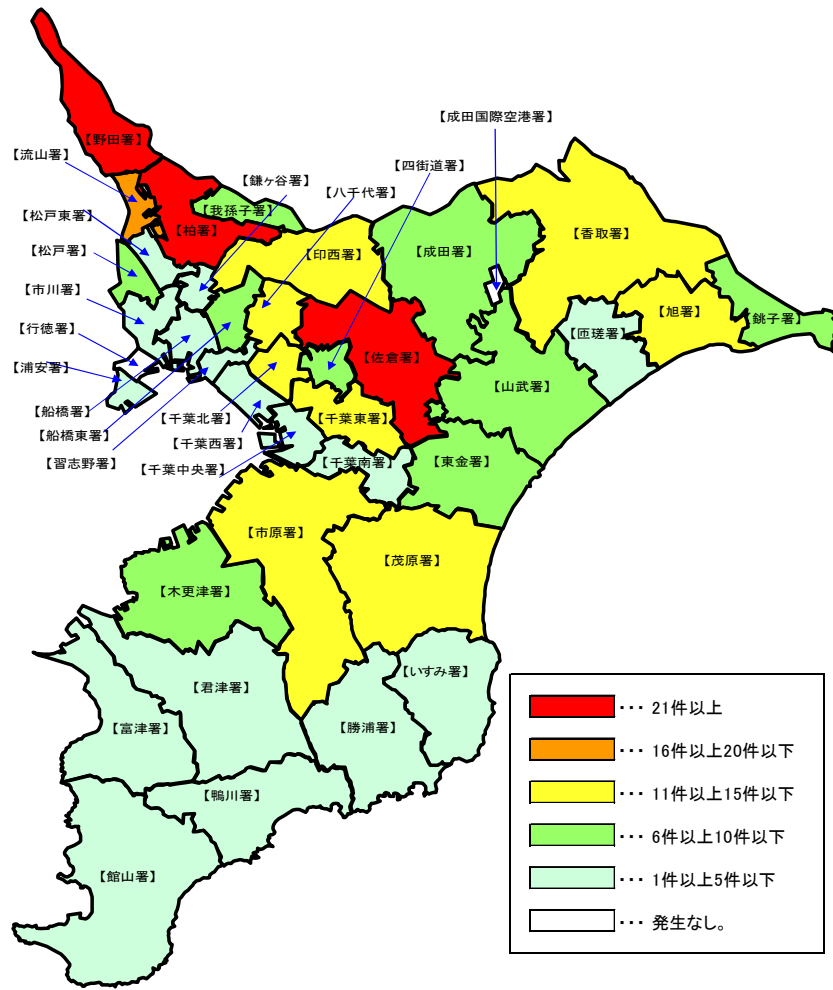 【成田国際空港署】
【野田署】
【流山署】
【四街道署】
【鎌ヶ谷署】
【八千代署】
【我孫子署】
【松戸東署】
【柏署】
【香取署】
【松戸署】
【印西署】
【成田署】
【市川署】
【旭署】
【銚子署】
【匝瑳署】
【行徳署】
【佐倉署】
【浦安署】
【山武署】
【船橋署】
【千葉北署】
【千葉東署】
【船橋東署】
【千葉西署】
【習志野署】
【千葉中央署】
【千葉南署】
【東金署】
【市原署】
【茂原署】
【木更津署】
【いすみ署】
【君津署】
【富津署】
【勝浦署】
【鴨川署】
【館山署】
・・・ 21件以上
・・・ 16件以上20件以下
・・・ 11件以上15件以下
・・・ 6件以上10件以下
・・・ 1件以上5件以下
・・・ 発生なし。